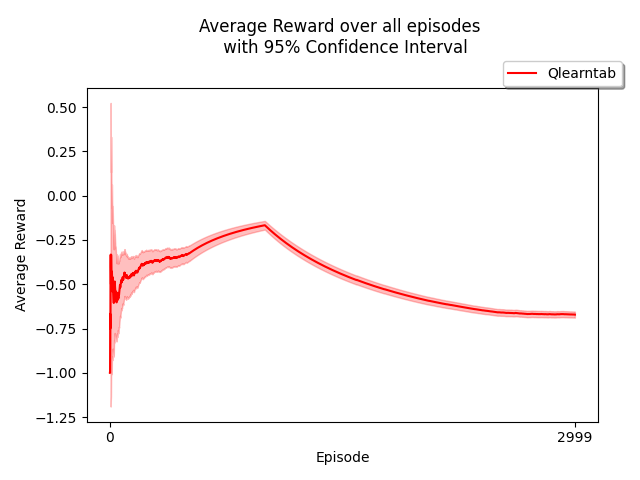 Average Reward over all episodes
with 95% Confidence Interval
Qlearntab
0.50
0.25
0.00
−0.25
−0.50
−0.75
−1.00
−1.25
Average Reward
0
2999
Episode